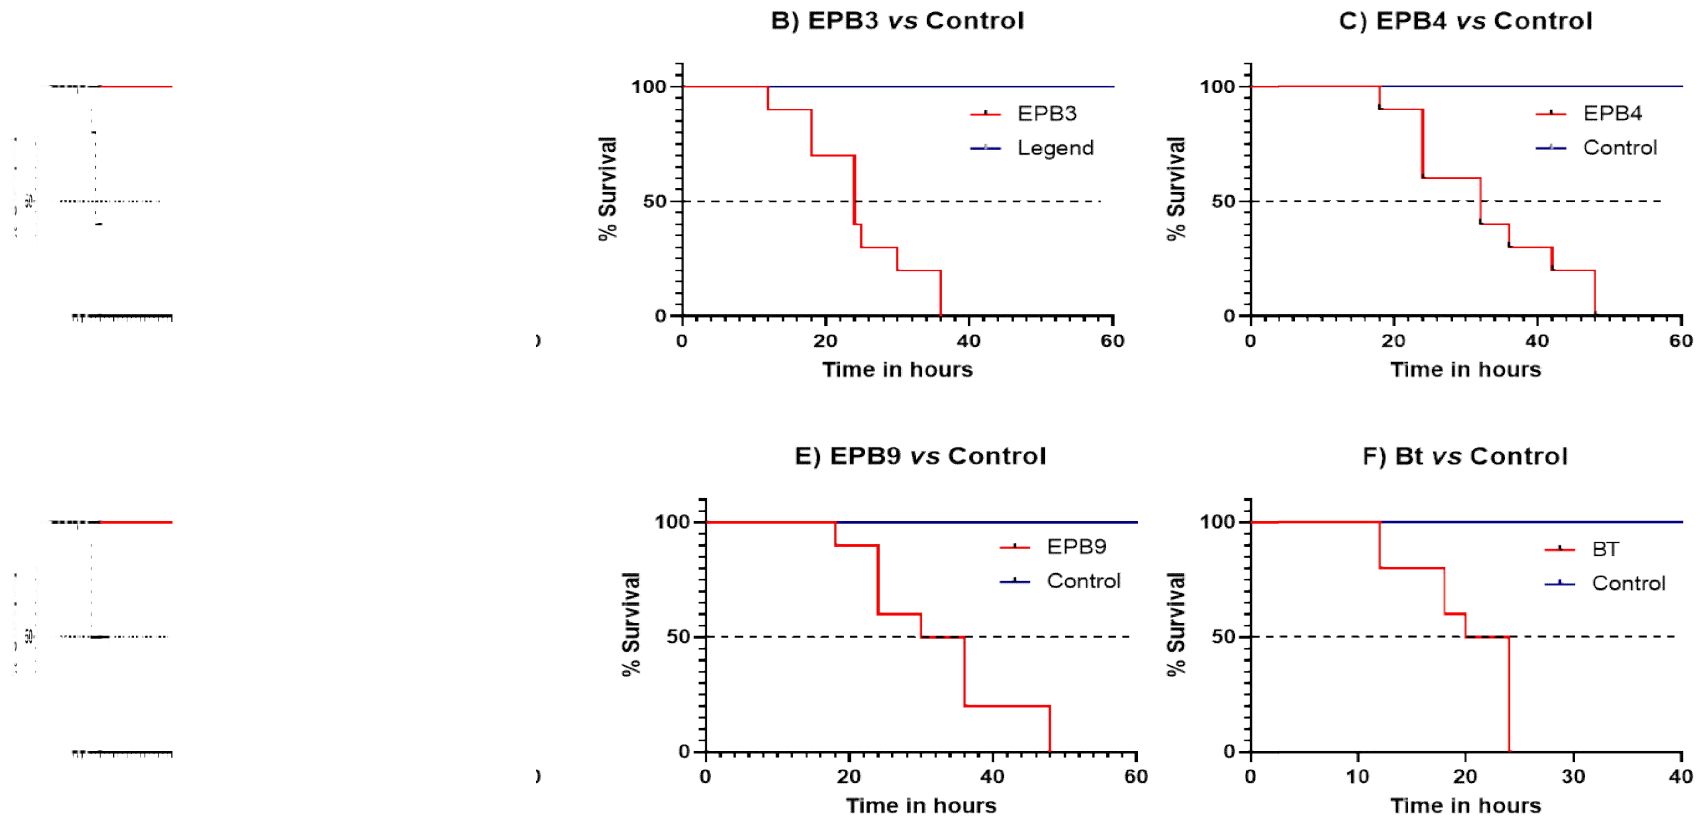 B) EPB3 vs Control
C) EPB4 vs Control
100
EPB3
Legend
50
0
% Survival
0 20 40 60
Time in hours
100
EPB4
Control
50
0
% Survival
0 20 40 60
Time in hours
E) EPB9 vs Control
F) Bt vs Control
100
EPB9
Control
50
0
% Survival
0 20 40 60
Time in hours
100
BT
Control
50
0
% Survival
0 10 20 30 40
Time in hours